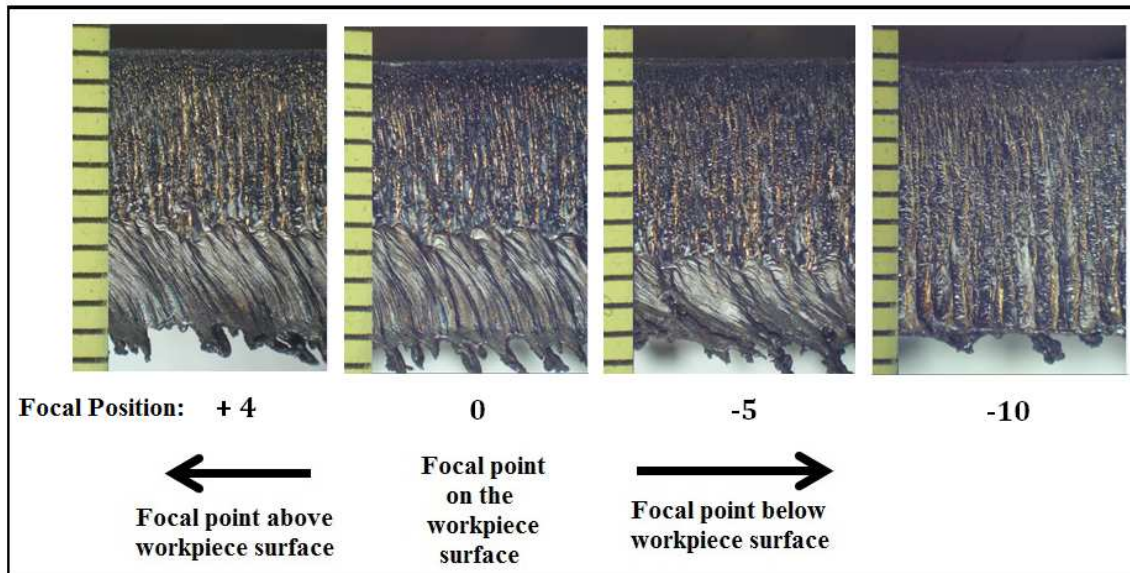 Focal Position: + 4 0 -5 -10
Focal point above
workpiece surface
Focal point
on the
workpiece
surface
Focal point below
workpiece surface